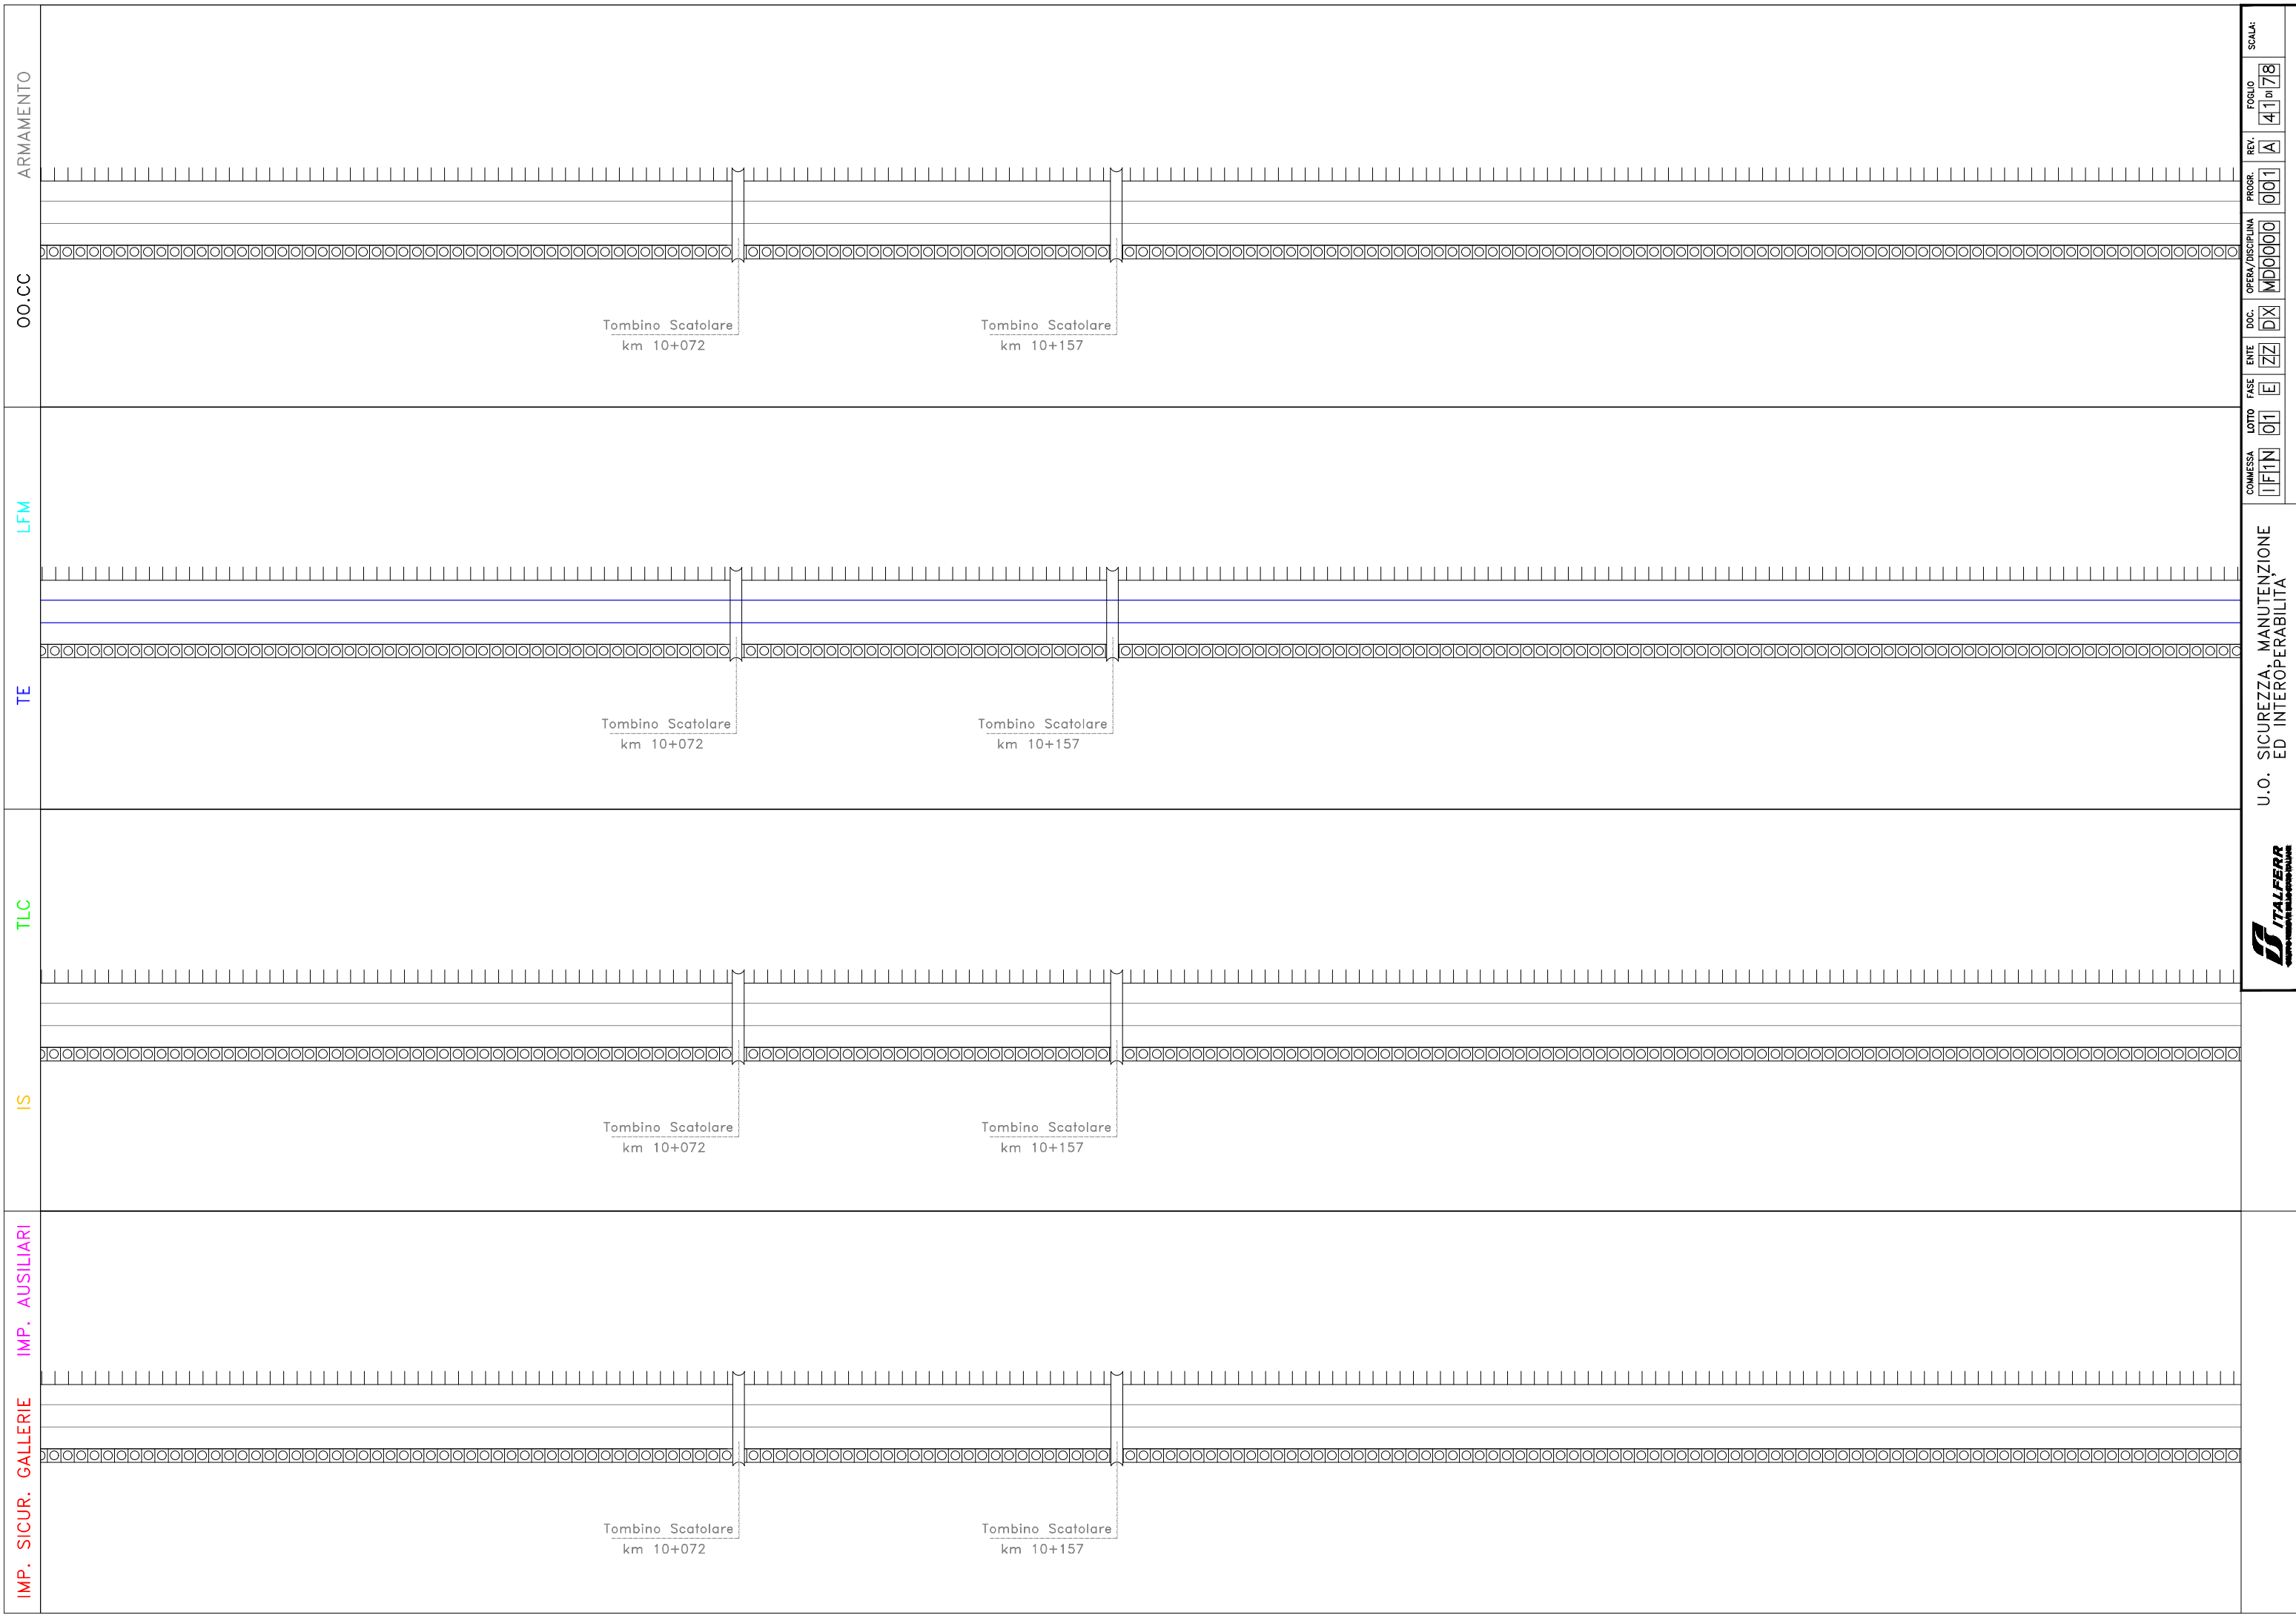 ARMAMENTO
OO.CC
Tombino Scatolare
km 10+072
Tombino Scatolare
km 10+157
LFM
TE
Tombino Scatolare
km 10+072
Tombino Scatolare
km 10+157
TLC
IS
Tombino Scatolare
km 10+072
Tombino Scatolare
km 10+157
IMP. AUSILIARI
IMP. SICUR. GALLERIE
Tombino Scatolare
km 10+072
Tombino Scatolare
km 10+157
ITALFERR
U.O. SICUREZZA, MANUTENZIONE
ED INTEROPERABILITA'
COMMESSA LOTTO FASE ENTE DOC. OPERA/DISCIPLINA PROGR. REV. FOGLIO SCALA:
IF1N 01 E ZZ DX MD0000 001 A 41 DI 78